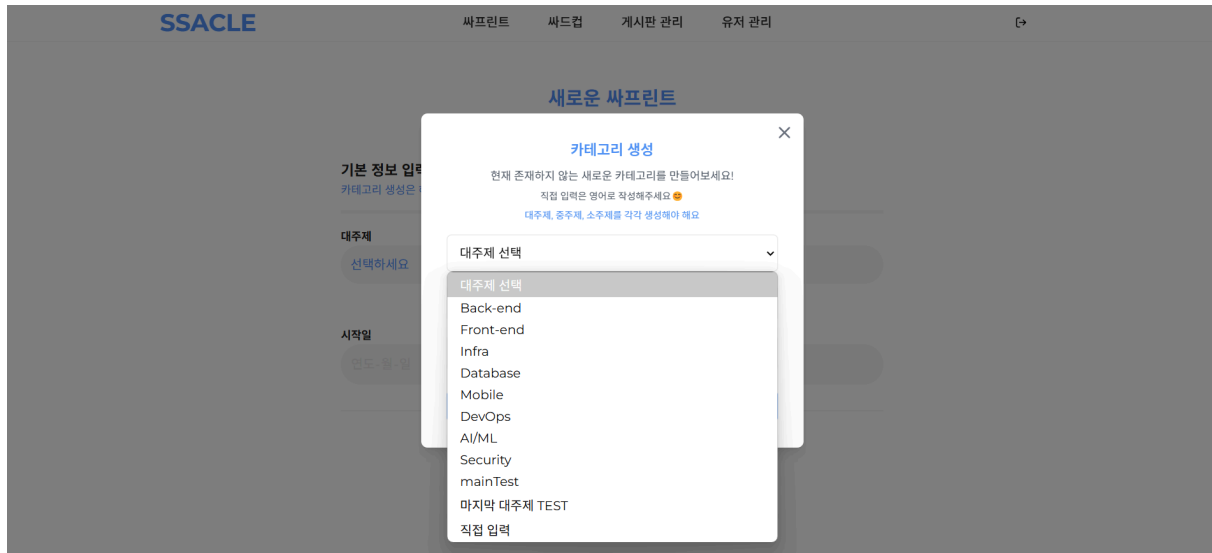 SSACLE
싸프린트 싸드컵 게시판 관리 유저 관리
새로운 싸프린트
카테고리 생성
기본 정보 입력
현재 존재하지 않는 새로운 카테고리를 만들어보세요!
카테고리 생성은
직접 입력은 영어로 작성해주세요😊
대주제, 중주제, 소주제를 각각 생성해야 해요
대주제
대주제 선택
선택하세요
대주제 선택
Back-end
Front-end
시작일
Infra
연도-월-일
Database
Mobile
DevOps
AI/ML
Security
mainTest
마지막 대주제 TEST
직접 입력